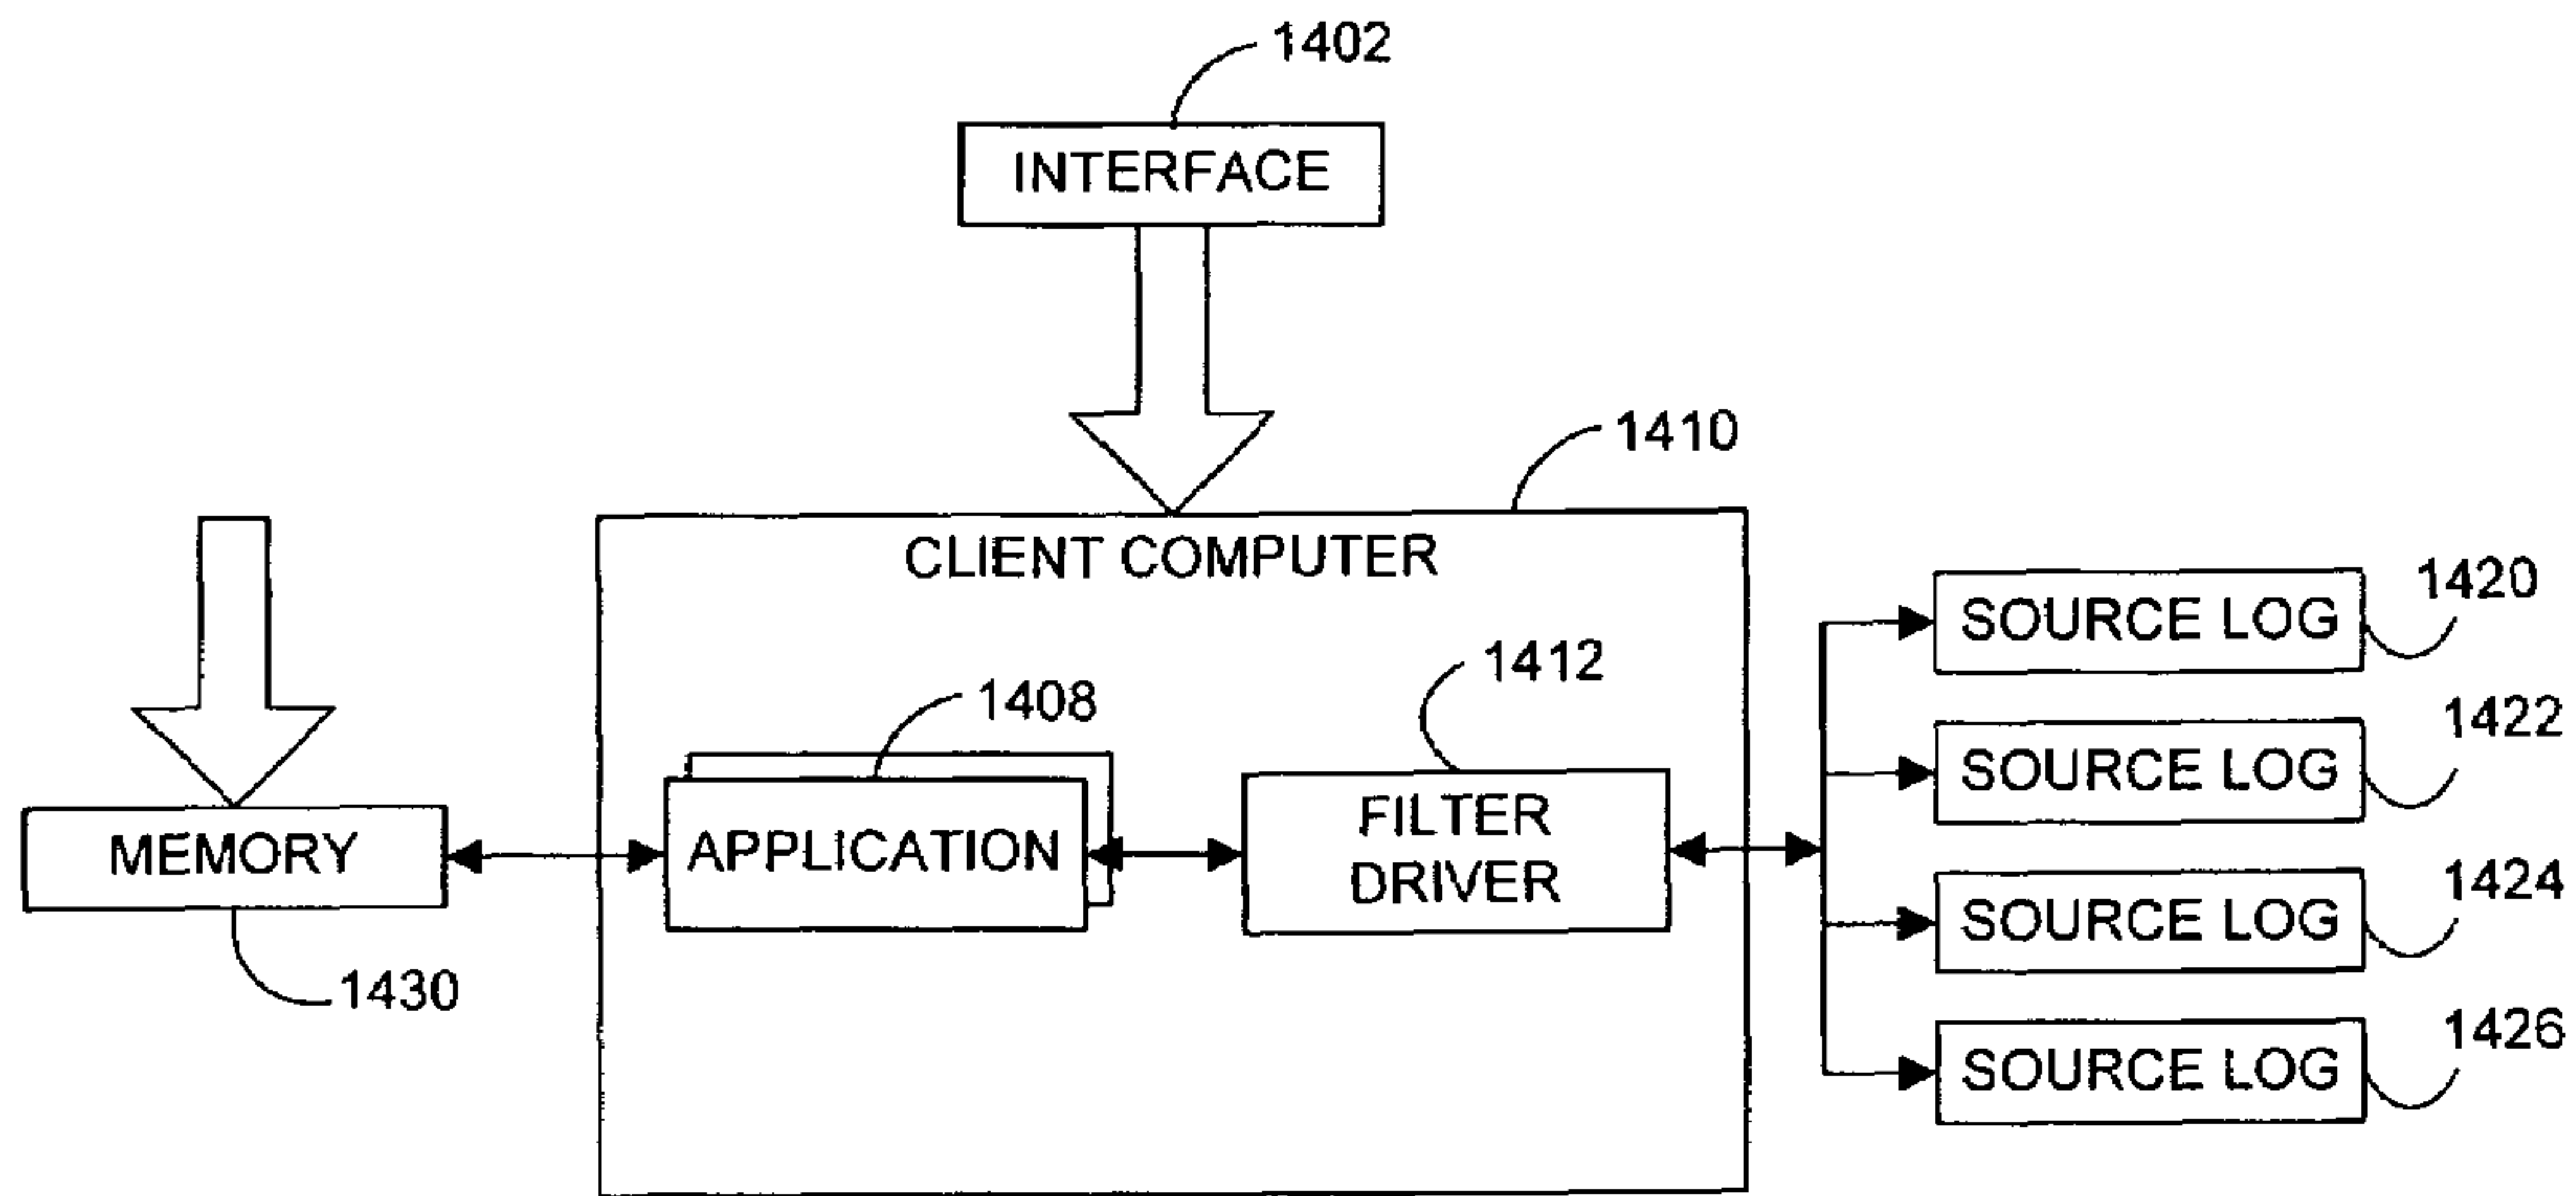 1402
INTERFACE
1410
CLIENT COMPUTER
1420
SOURCE LOG
1412
1408
1422
SOURCE LOG
FILTER
DRIVER
APPLICATION
MEMORY
1424
SOURCE LOG
1430
1426
SOURCE LOG